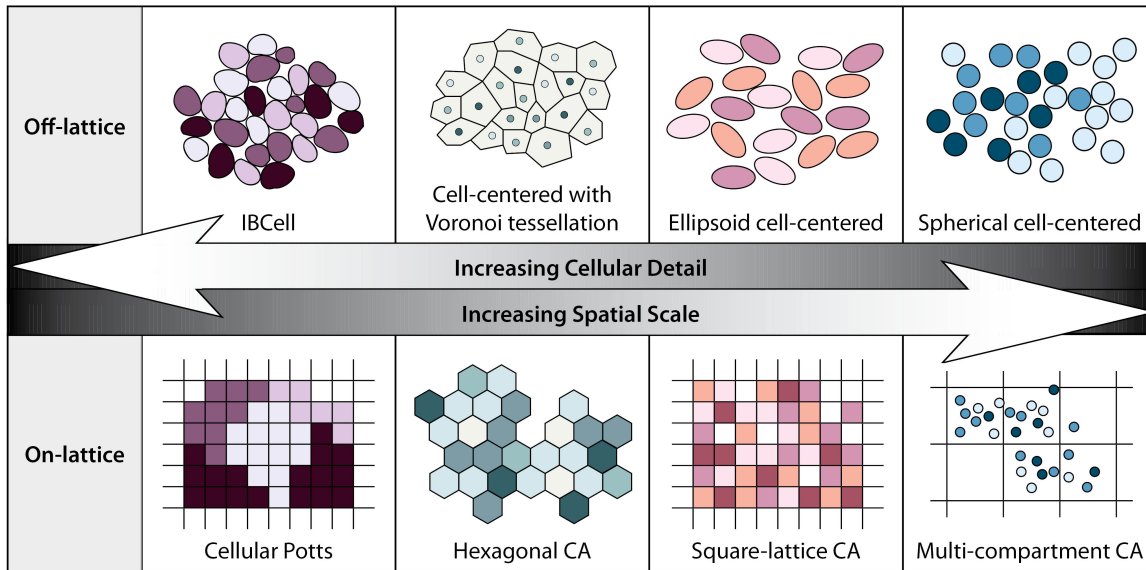 Off-lattice
IBCell
Cell-centered with
Voronoi tessellation
Ellipsoid cell-centered
Spherical cell-centered
Increasing Cellular Detail
Increasing Spatial Scale
On-lattice
Cellular Potts
Hexagonal CA
Square-lattice CA
Multi-compartment CA